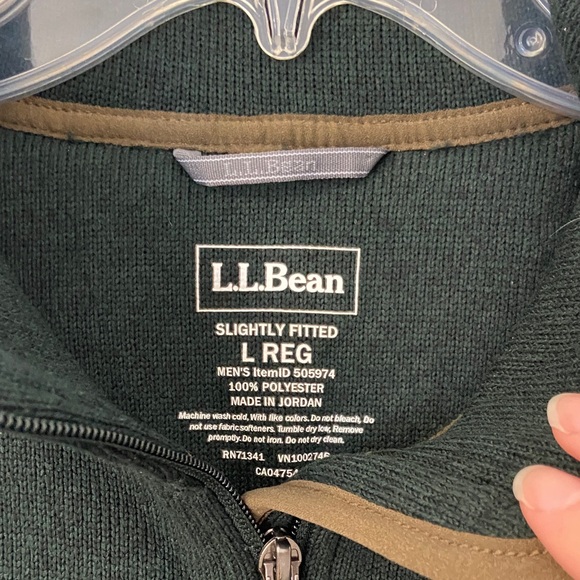 L.L.Bean
L.L.Bean
SLIGHTLY FITTED
L REG
MEN'S ItemID 505974
100% POLYESTER
MADE IN JORDAN
Machine wash cold, With like colors. Do not bleach, Do
not use fabric softeners. Tumble dry low, Remove
promptly. Do not iron. Do not dry clean.
RN71341